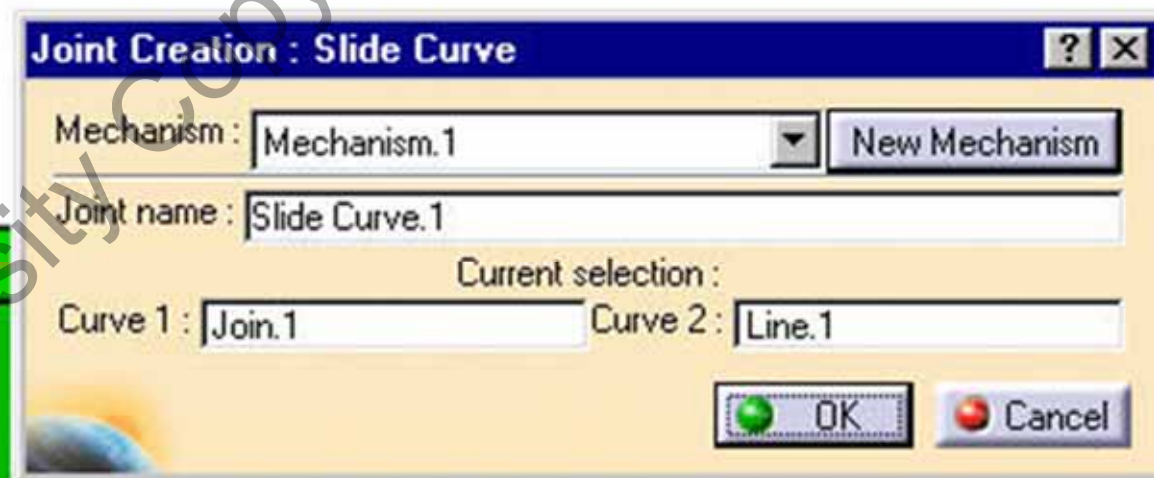 Joint Creation : Slide Curve
Mechanism : Mechanism.1 New Mechanism
Joint name : Slide Curve.1
Current selection :
Curve 1 : Join.1 Curve 2 : Line.1
OK Cancel